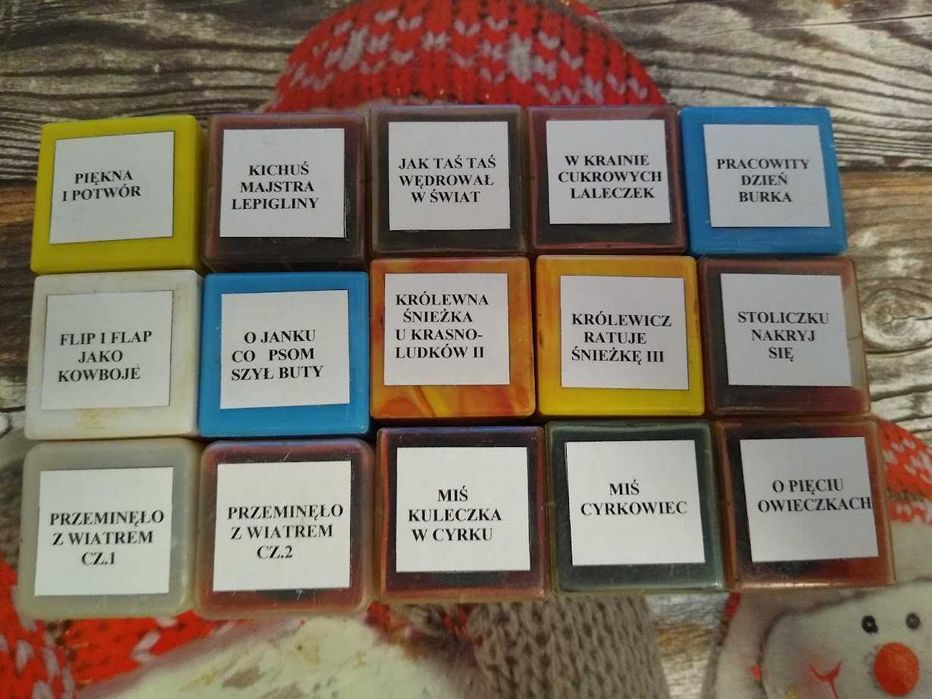 PIĘKNA
I POTWÓR
KICHUŚ
MAJSTRA
LEPIGLINY
JAK TAŚ TAŚ
WĘDROWAŁ
W ŚWIAT
W KRAINIE
CUKROWYCH
LALECZEK
PRACOWITY
DZIEŃ
BURKA
FLIP I FLAP
JAKO
KOWBOJE
O JANKU
CO PSOM
SZYŁ BUTY
KRÓLEWNA
ŚNIEŻKA
U KRASNO-
LUDKÓW II
KRÓLEWICZ
RATUJE
ŚNIEŻKĘ III
STOLICZKU
NAKRYJ
SIĘ
PRZEMINĘŁO
Z WIATREM
CZ.1
PRZEMINĘŁO
Z WIATREM
CZ.2
MIŚ
KULECZKA
W CYRKU
MIŚ
CYRKOWIEC
O PIĘCIU
OWIECZKACH